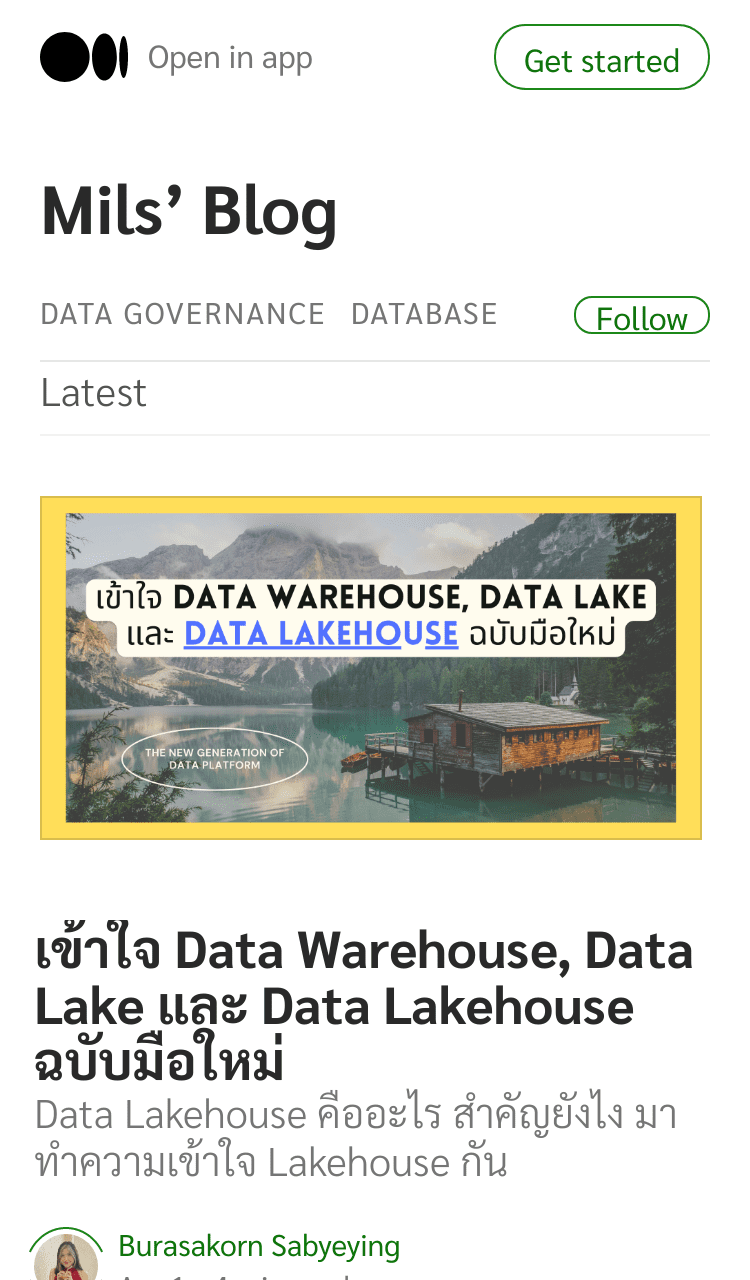 Open in app
Get started
Mils’ Blog
DATA GOVERNANCE DATABASE
Follow
Latest
เข้าใจ DATA WAREHOUSE, DATA LAKE
และ DATA LAKEHOUSE ฉบับมือใหม่
THE NEW GENERATION OF
DATA PLATFORM
เข้าใจ Data Warehouse, Data
Lake และ Data Lakehouse
ฉบับมือใหม่
Data Lakehouse คืออะไร สำคัญยังไง มา
ทำความเข้าใจ Lakehouse กัน
Burasakorn Sabyeying